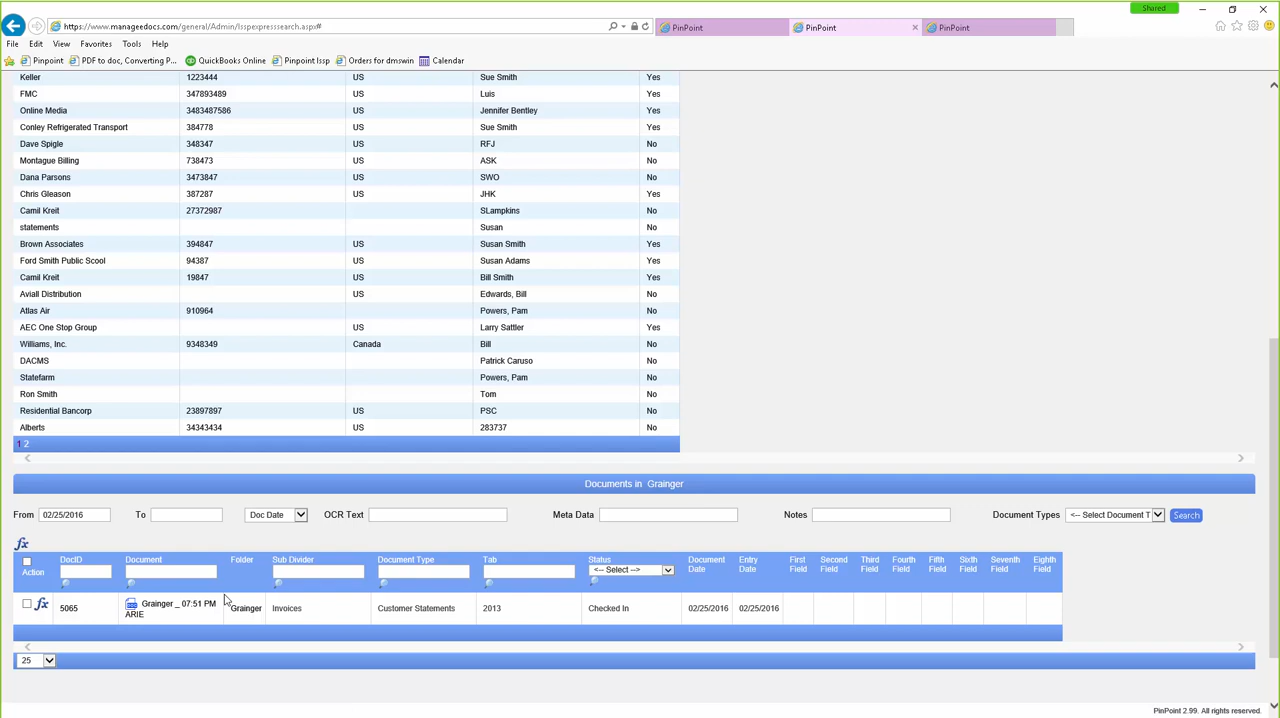 Shared
https://www.manageedocs.com/general/Admin/lsspexpresssearch.aspx#
PinPoint
PinPoint
PinPoint
File Edit View Favorites Tools Help
Pinpoint PDF to doc, Converting P... QuickBooks Online Pinpoint lssp Orders for dmswin Calendar
Keller 1223444 US Sue Smith Yes
FMC 347893489 US Luis Yes
Online Media 3483487586 US Jennifer Bentley Yes
Conley Refrigerated Transport 384778 US Sue Smith Yes
Dave Spigle 348347 US RFJ No
Montague Billing 738473 US ASK No
Dana Parsons 3473847 US SWO No
Chris Gleason 387287 US JHK Yes
Camil Kreit 27372987 SLampkins No
statements Susan No
Brown Associates 394847 US Susan Smith Yes
Ford Smith Public Scool 94387 US Susan Adams Yes
Camil Kreit 19847 US Bill Smith Yes
Aviall Distribution US Edwards, Bill No
Atlas Air 910964 Powers, Pam No
AEC One Stop Group US Larry Sattler Yes
Williams, Inc. 9348349 Canada Bill No
DACMS Patrick Caruso No
Statefarm Powers, Pam No
Ron Smith Tom No
Residential Bancorp 23897897 US PSC No
Alberts 34343434 US 283737 No
1 2
Documents in Grainger
From 02/25/2016 To Doc Date OCR Text Meta Data Notes Document Types <-- Select Document T Search
fx
Action DocID Document Folder Sub Divider Document Type Tab Status <-- Select --> Document Date Entry Date First Field Second Field Third Field Fourth Field Fifth Field Sixth Field Seventh Field Eighth Field
fx 5065 Grainger _ 07:51 PM ARIE Grainger Invoices Customer Statements 2013 Checked In 02/25/2016 02/25/2016
25
PinPoint 2.99. All rights reserved.